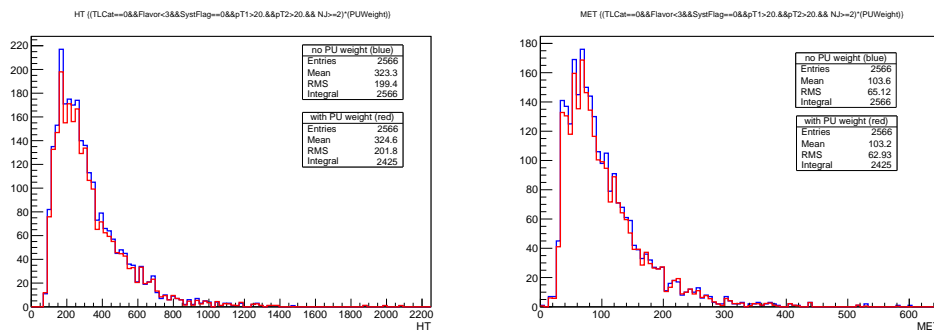 HT {(TLCat==0&&Flavor<3&&SystFlag==0&&pT1>20.&&pT2>20.&& NJ>=2)*(PUWeight)}
no PU weight (blue)
Entries 2566
Mean 323.3
RMS 199.4
Integral 2566
with PU weight (red)
Entries 2566
Mean 324.6
RMS 201.8
Integral 2425
220
200
180
160
140
120
100
80
60
40
20
0
0 200 400 600 800 1000 1200 1400 1600 1800 2000 2200
HT
MET {(TLCat==0&&Flavor<3&&SystFlag==0&&pT1>20.&&pT2>20.&& NJ>=2)*(PUWeight)}
no PU weight (blue)
Entries 2566
Mean 103.6
RMS 65.12
Integral 2566
with PU weight (red)
Entries 2566
Mean 103.2
RMS 62.93
Integral 2425
180
160
140
120
100
80
60
40
20
0
0 100 200 300 400 500 600
MET